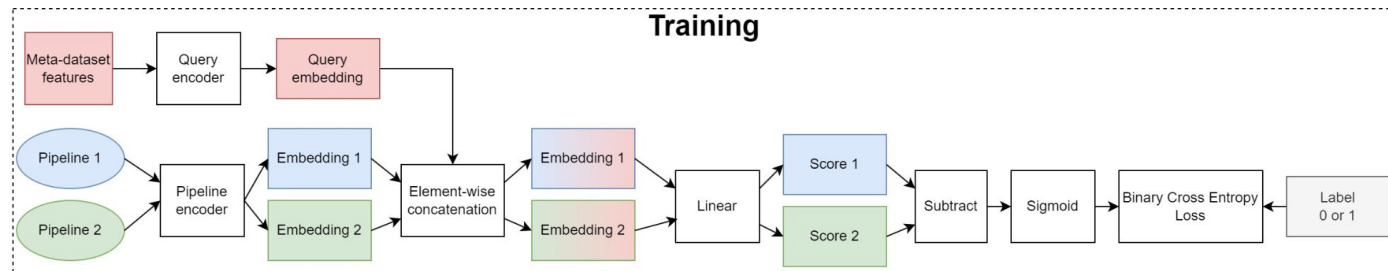 Training
Meta-dataset
features
Query
encoder
Query
embedding
Pipeline 1
Pipeline 2
Pipeline
encoder
Embedding 1
Embedding 2
Element-wise
concatenation
Embedding 1
Embedding 2
Linear
Score 1
Score 2
Subtract
Sigmoid
Binary Cross Entropy
Loss
Label
0 or 1